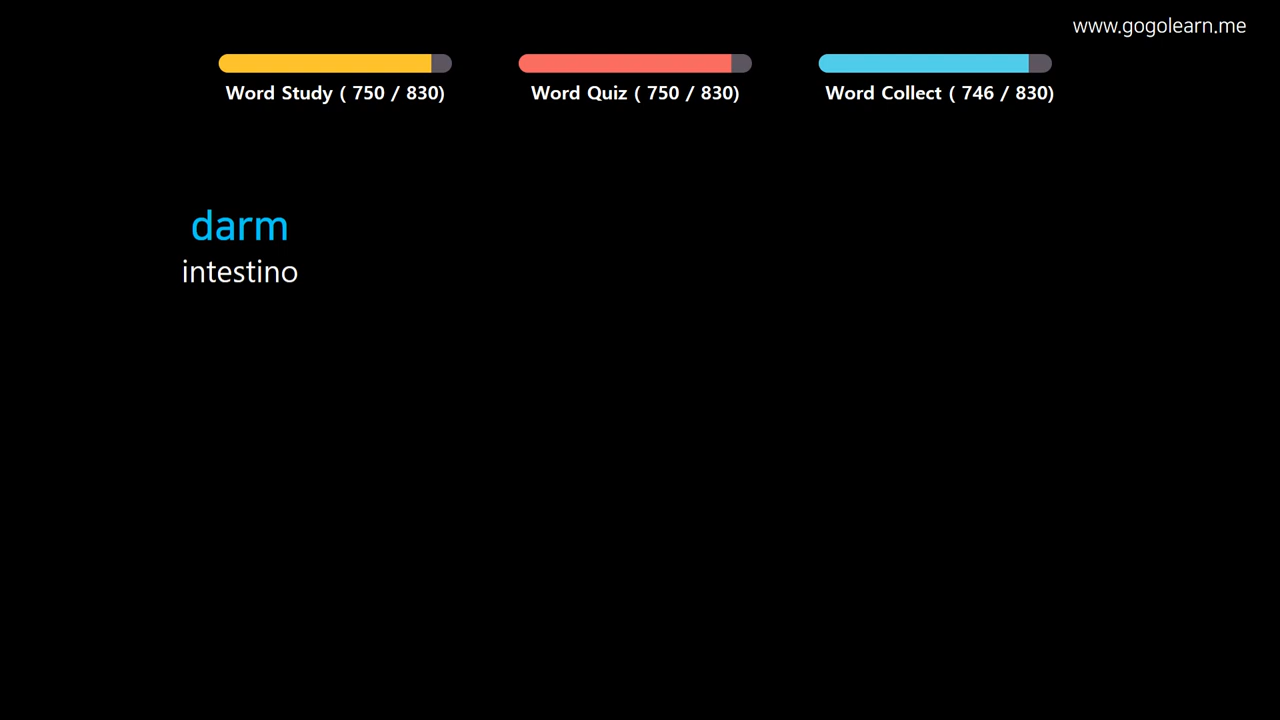 www.gogolearn.me
Word Study ( 750 / 830)
Word Quiz ( 750 / 830)
Word Collect ( 746 / 830)
darm
intestino